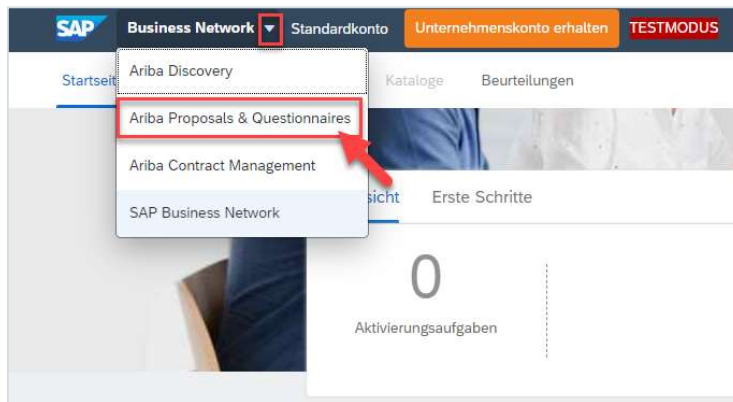 SAP Business Network Standardkonto Unternehmenskonto erhalten TESTMODUS
Startseit Kataloge Beurteilungen
Ariba Discovery
Ariba Proposals & Questionnaires
Ariba Contract Management
SAP Business Network
sicht Erste Schritte
0
Aktivierungsaufgaben